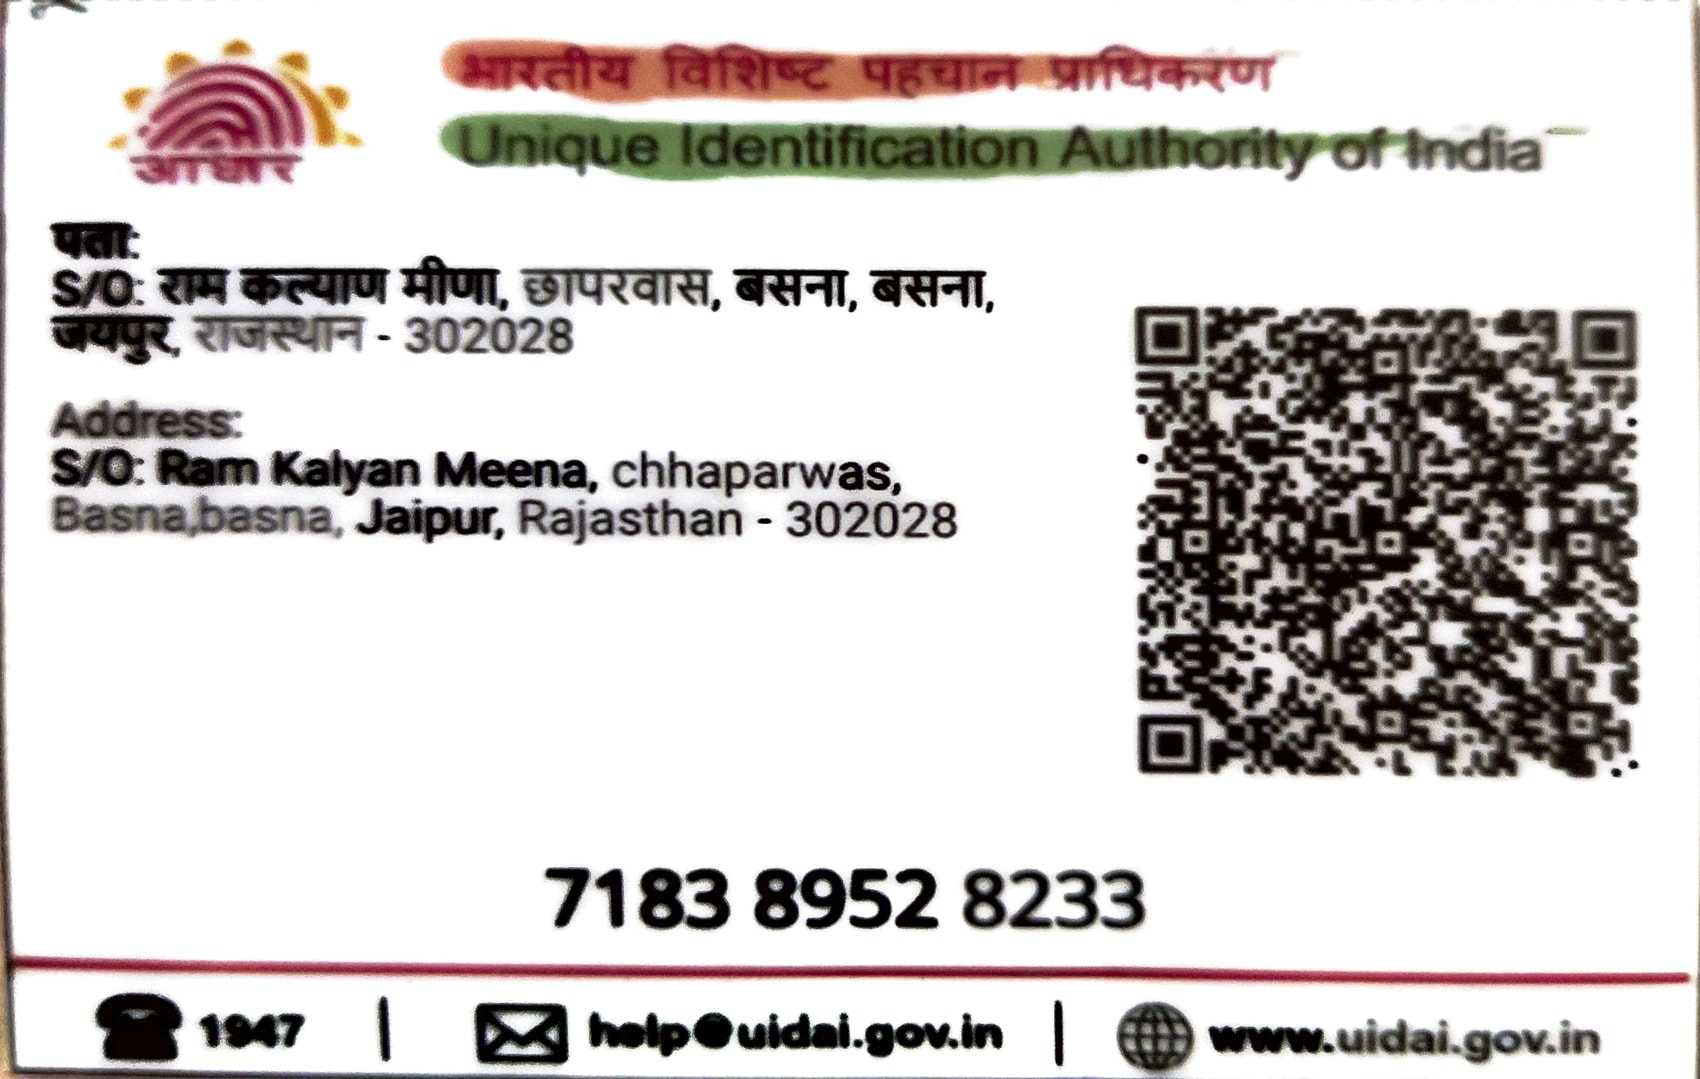 आधार
भारतीय विशिष्ट पहचान प्राधिकरण
Unique Identification Authority of India
पता:
S/O: राम कल्याण मीणा, छापरवास, बसना, बसना,
जयपुर, राजस्थान - 302028
Address:
S/O: Ram Kalyan Meena, chhaparwas,
Basna,basna, Jaipur, Rajasthan - 302028
7183 8952 8233
1947 | help@uidai.gov.in | www.uidai.gov.in